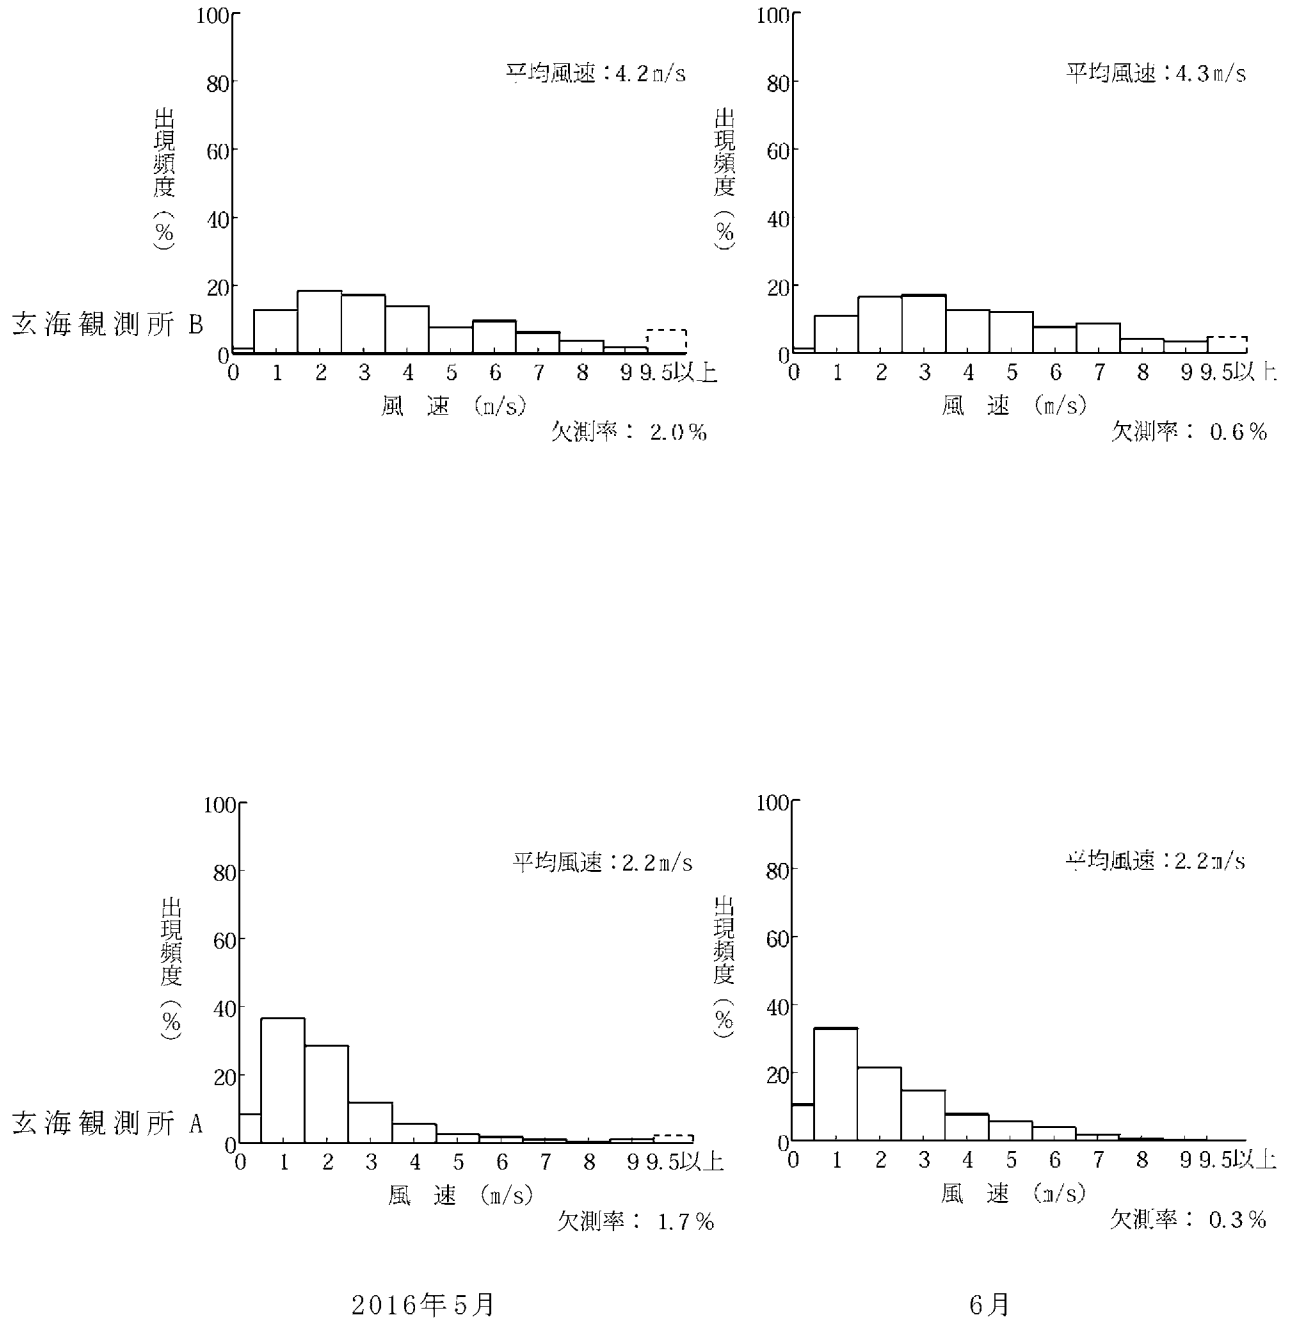 100
80
60
40
20
0
出現頻度(%)
平均風速:4.2m/s
玄海観測所 B
0 1 2 3 4 5 6 7 8 9 9.5以上
風 速 (m/s)
欠測率: 2.0%
100
80
60
40
20
0
出現頻度(%)
平均風速:4.3m/s
0 1 2 3 4 5 6 7 8 9 9.5以上
風 速 (m/s)
欠測率: 0.6%
100
80
60
40
20
0
出現頻度(%)
平均風速:2.2m/s
玄海観測所 A
0 1 2 3 4 5 6 7 8 9 9.5以上
風 速 (m/s)
欠測率: 1.7%
100
80
60
40
20
0
出現頻度(%)
平均風速:2.2m/s
0 1 2 3 4 5 6 7 8 9 9.5以上
風 速 (m/s)
欠測率: 0.3%
2016年5月
6月